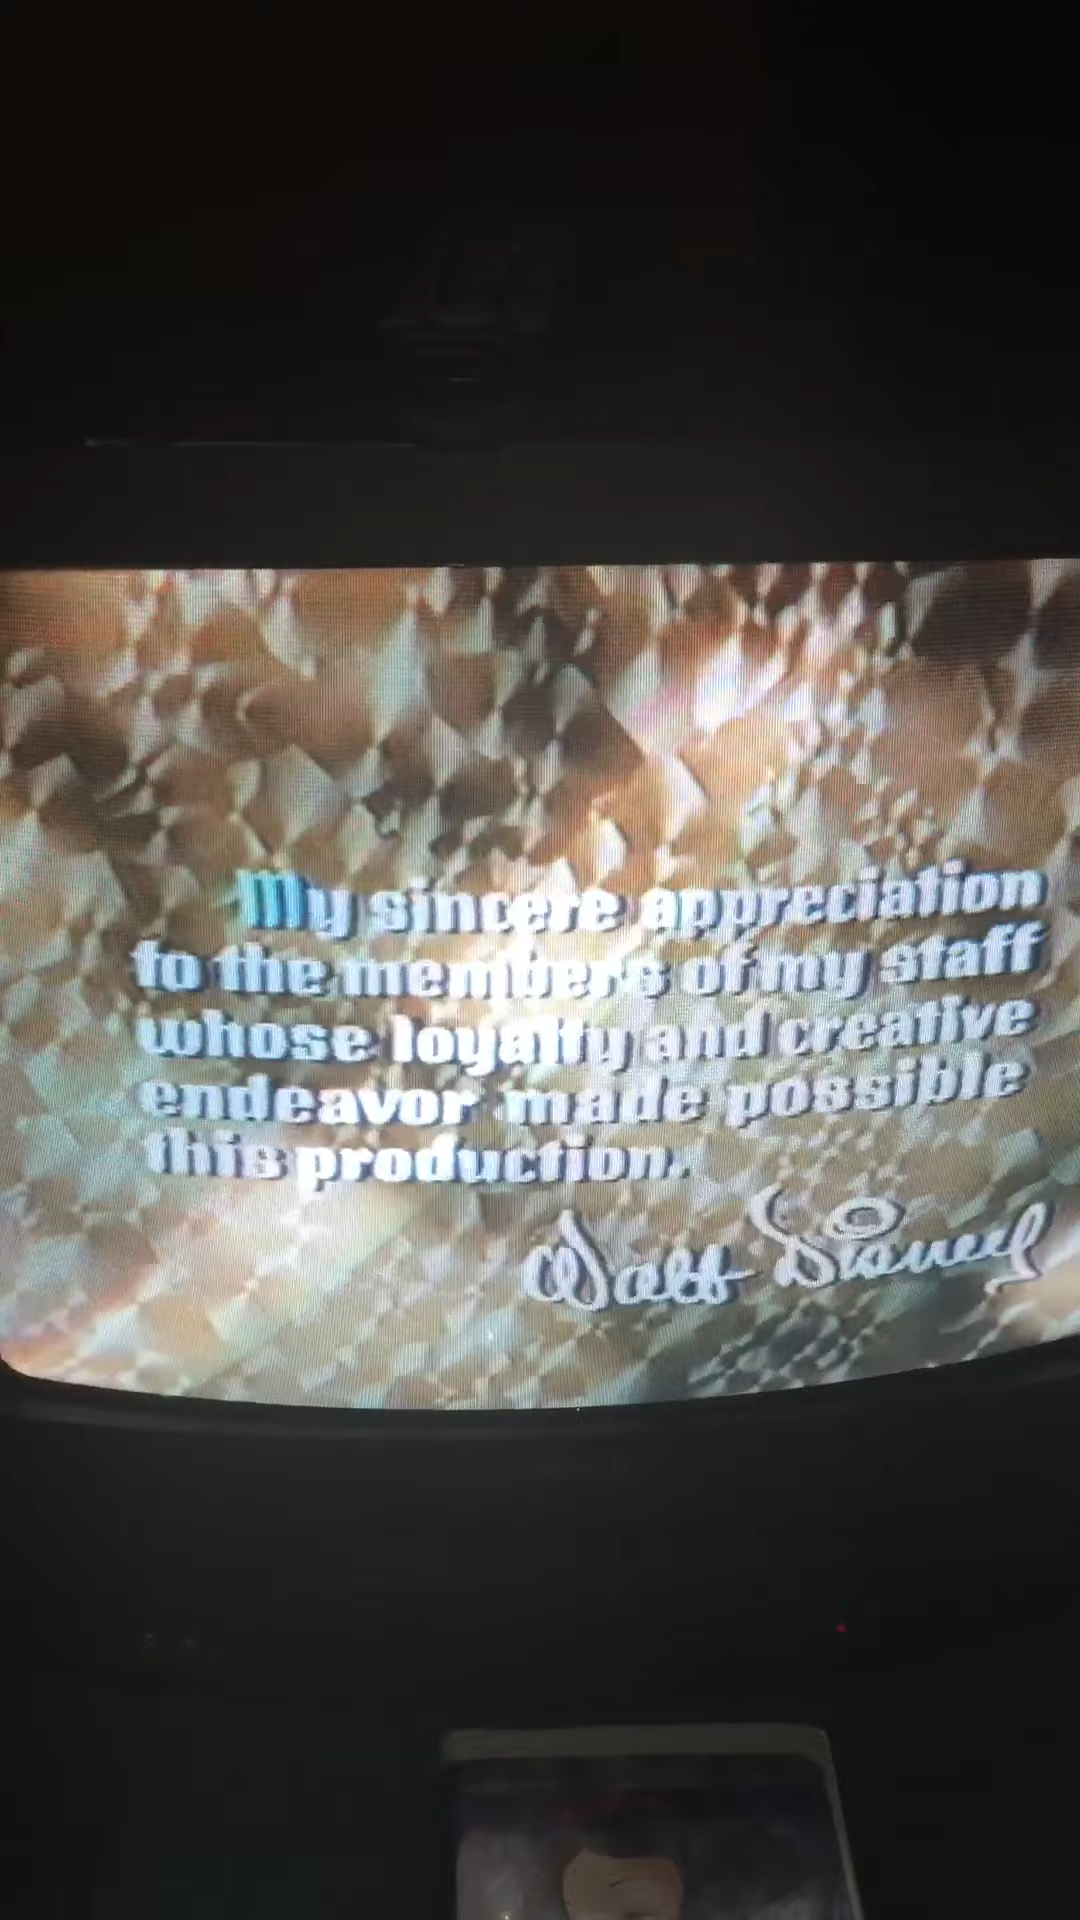 My sincere appreciation
to the members of my staff
whose loyalty and creative
endeavor made possible
this production.
Walt Disney